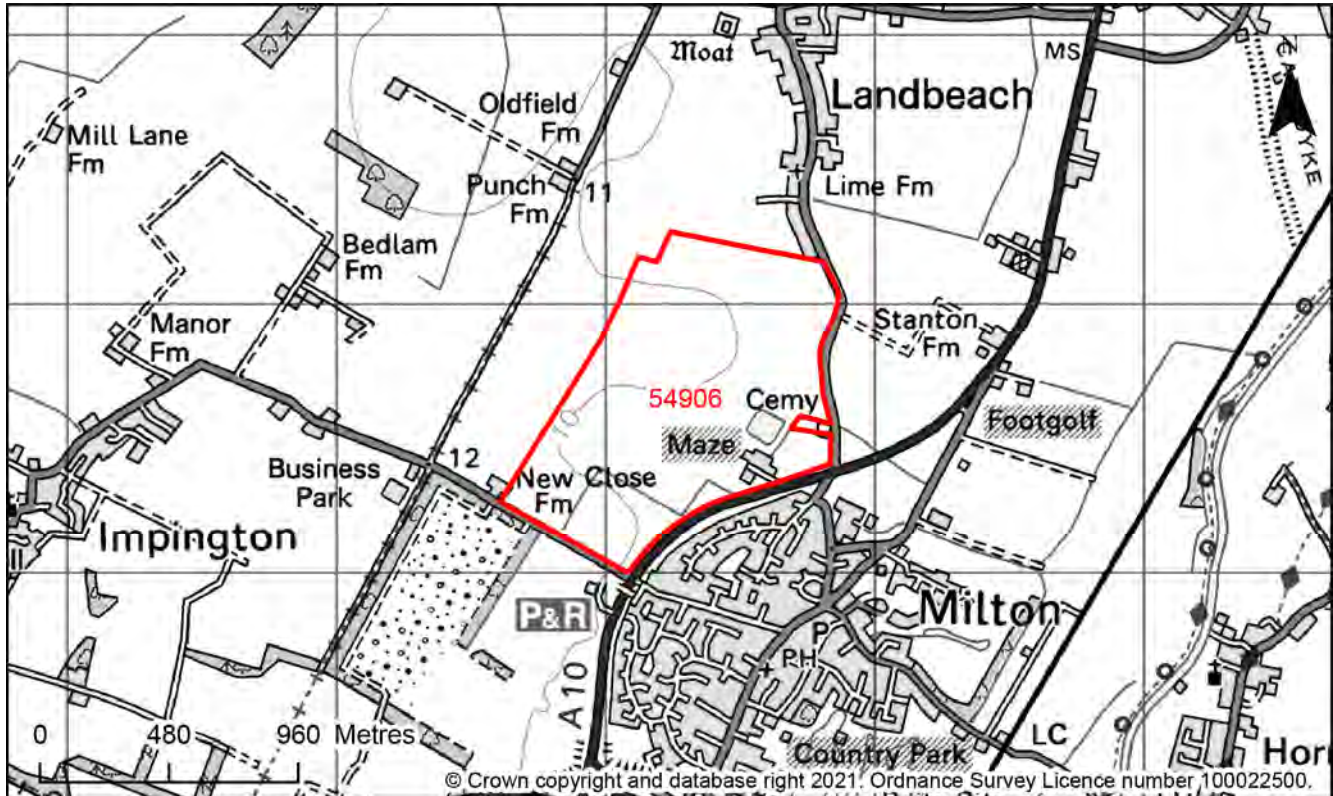 Moat
MS
Landbeach
Oldfield
Fm
Mill Lane
Fm
Punch
Fm
11
Lime Fm
DYKE
Bedlam
Fm
Manor
Fm
Stanton
Fm
54906
Cemy
Maze
Footgolf
12
Business
Park
New Close
Fm
Impington
P&R
Milton
P
PH
A 10
Country Park
LC
Hor
0 480 960 Metres
© Crown copyright and database right 2021. Ordnance Survey Licence number 100022500.